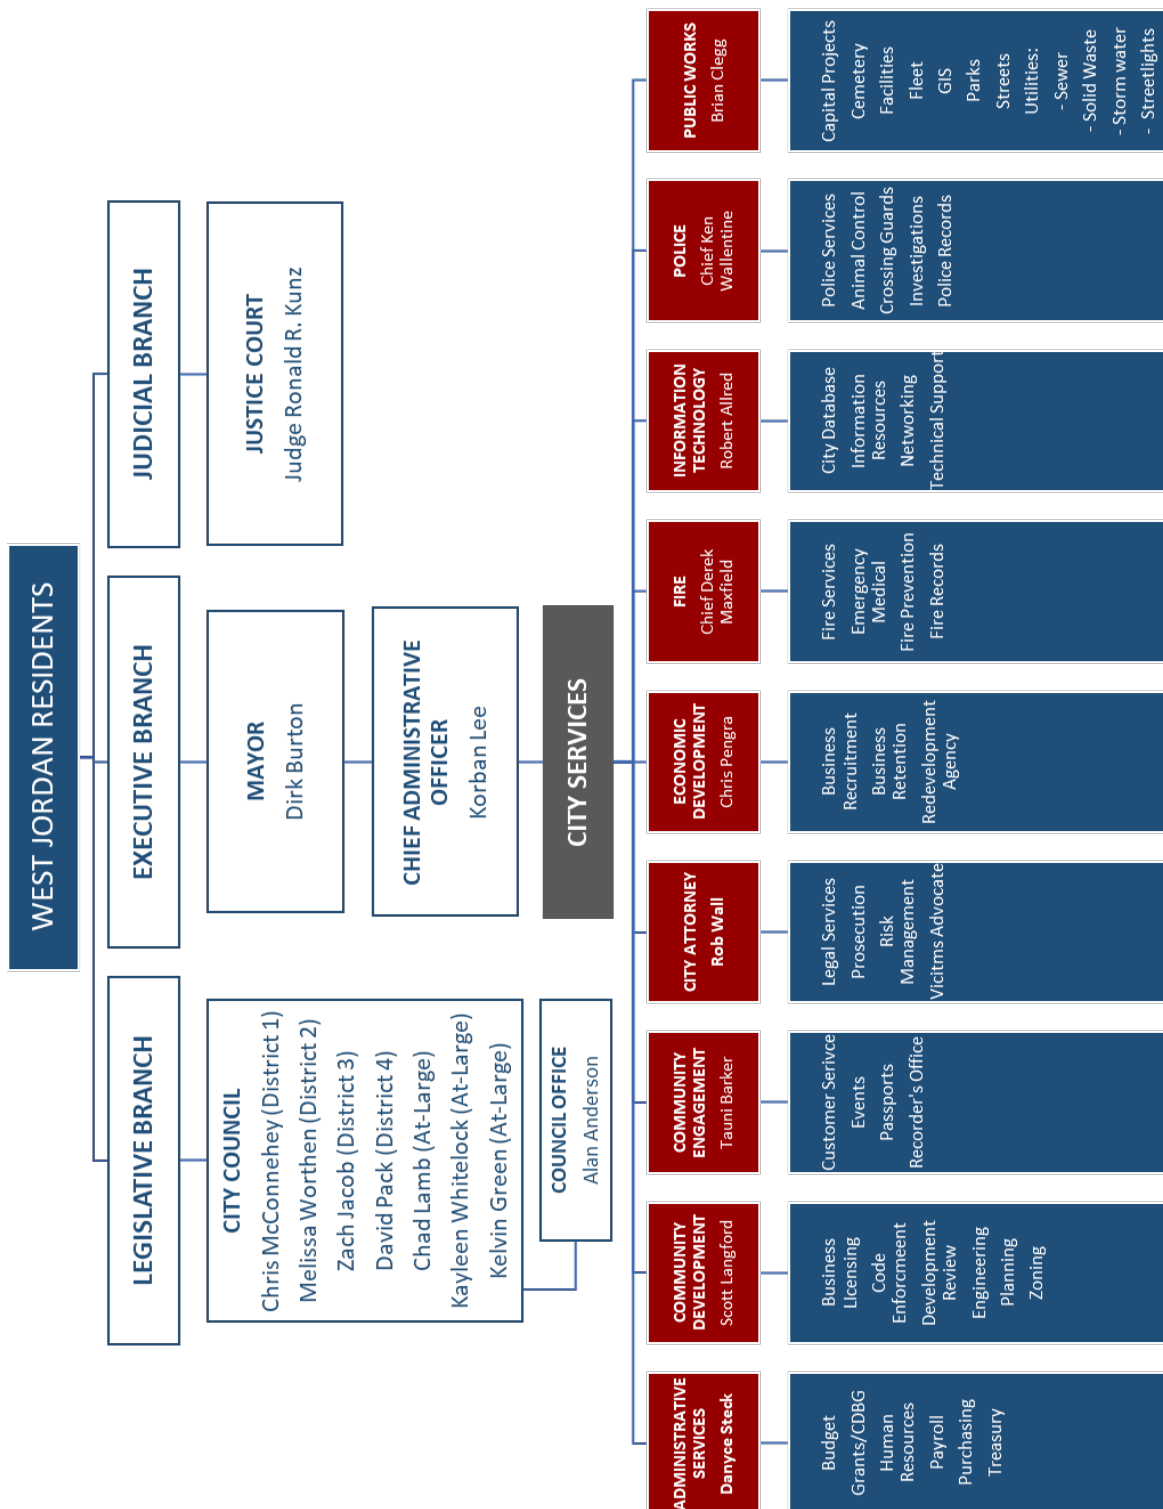 WEST JORDAN RESIDENTS
LEGISLATIVE BRANCH
EXECUTIVE BRANCH
JUDICIAL BRANCH
CITY COUNCIL
Chris McConnehey (District 1)
Melissa Worthen (District 2)
Zach Jacob (District 3)
David Pack (District 4)
Chad Lamb (At-Large)
Kayleen Whitelock (At-Large)
Kelvin Green (At-Large)
COUNCIL OFFICE
Alan Anderson
MAYOR
Dirk Burton
CHIEF ADMINISTRATIVE
OFFICER
Korban Lee
JUSTICE COURT
Judge Ronald R. Kunz
CITY SERVICES
ADMINISTRATIVE
SERVICES
Danyce Steck
Budget
Grants/CDBG
Human
Resources
Payroll
Purchasing
Treasury
COMMUNITY
DEVELOPMENT
Scott Langford
Business
LIcensing
Code
Enforcmeent
Development
Review
Engineering
Planning
Zoning
COMMUNITY
ENGAGEMENT
Tauni Barker
Customer Serivce
Events
Passports
Recorder's Office
CITY ATTORNEY
Rob Wall
Legal Services
Prosecution
Risk
Management
Vicitms Advocate
ECONOMIC
DEVELOPMENT
Chris Pengra
Business
Recruitment
Business
Retention
Redevelopment
Agency
FIRE
Chief Derek
Maxfield
Fire Services
Emergency
Medical
Fire Prevention
Fire Records
INFORMATION
TECHNOLOGY
Robert Allred
City Database
Information
Resources
Networking
Technical Support
POLICE
Chief Ken
Wallentine
Police Services
Animal Control
Crossing Guards
Investigations
Police Records
PUBLIC WORKS
Brian Clegg
Capital Projects
Cemetery
Facilities
Fleet
GIS
Parks
Streets
Utilities:
- Sewer
- Solid Waste
- Storm water
- Streetlights